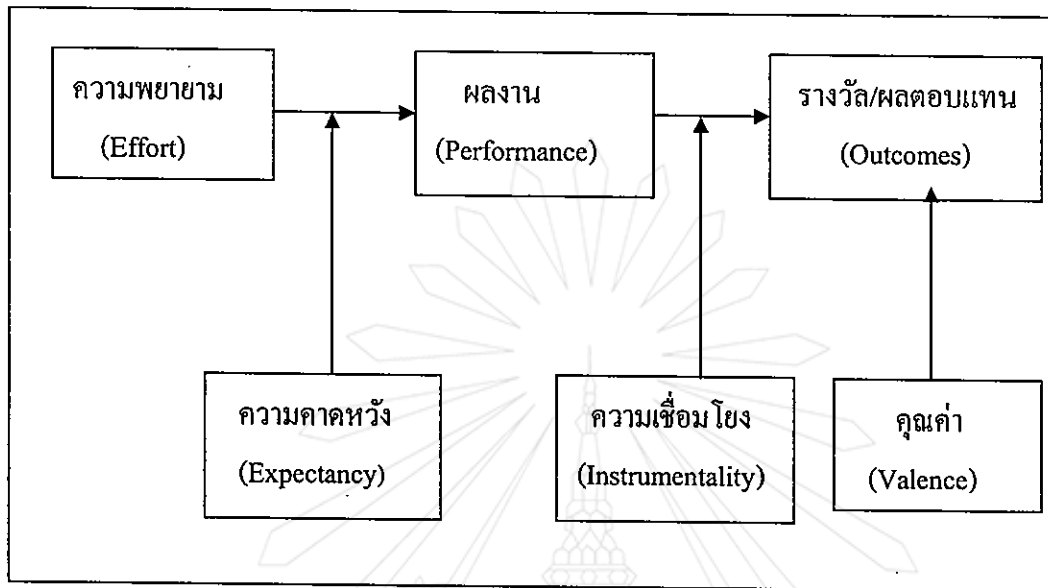 ความพยายาม
(Effort)
ผลงาน
(Performance)
รางวัล/ผลตอบแทน
(Outcomes)
ความคาดหวัง
(Expectancy)
ความเชื่อมโยง
(Instrumentality)
คุณค่า
(Valence)